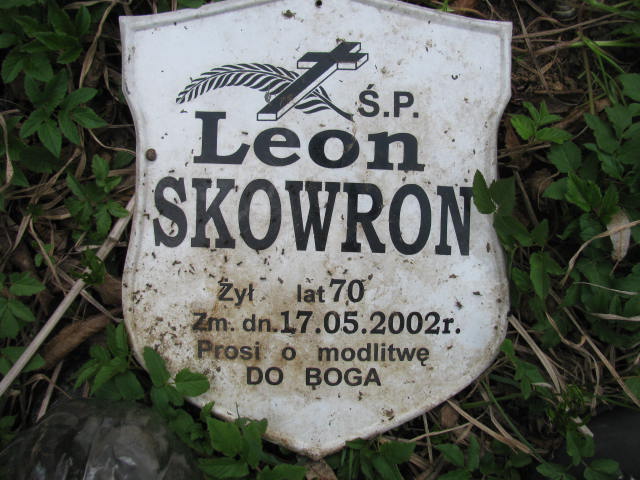 Ś.P.
Leon
SKOWRON
Żył lat 70
Zm. dn. 17.05.2002r.
Prosi o modlitwę
DO BOGA